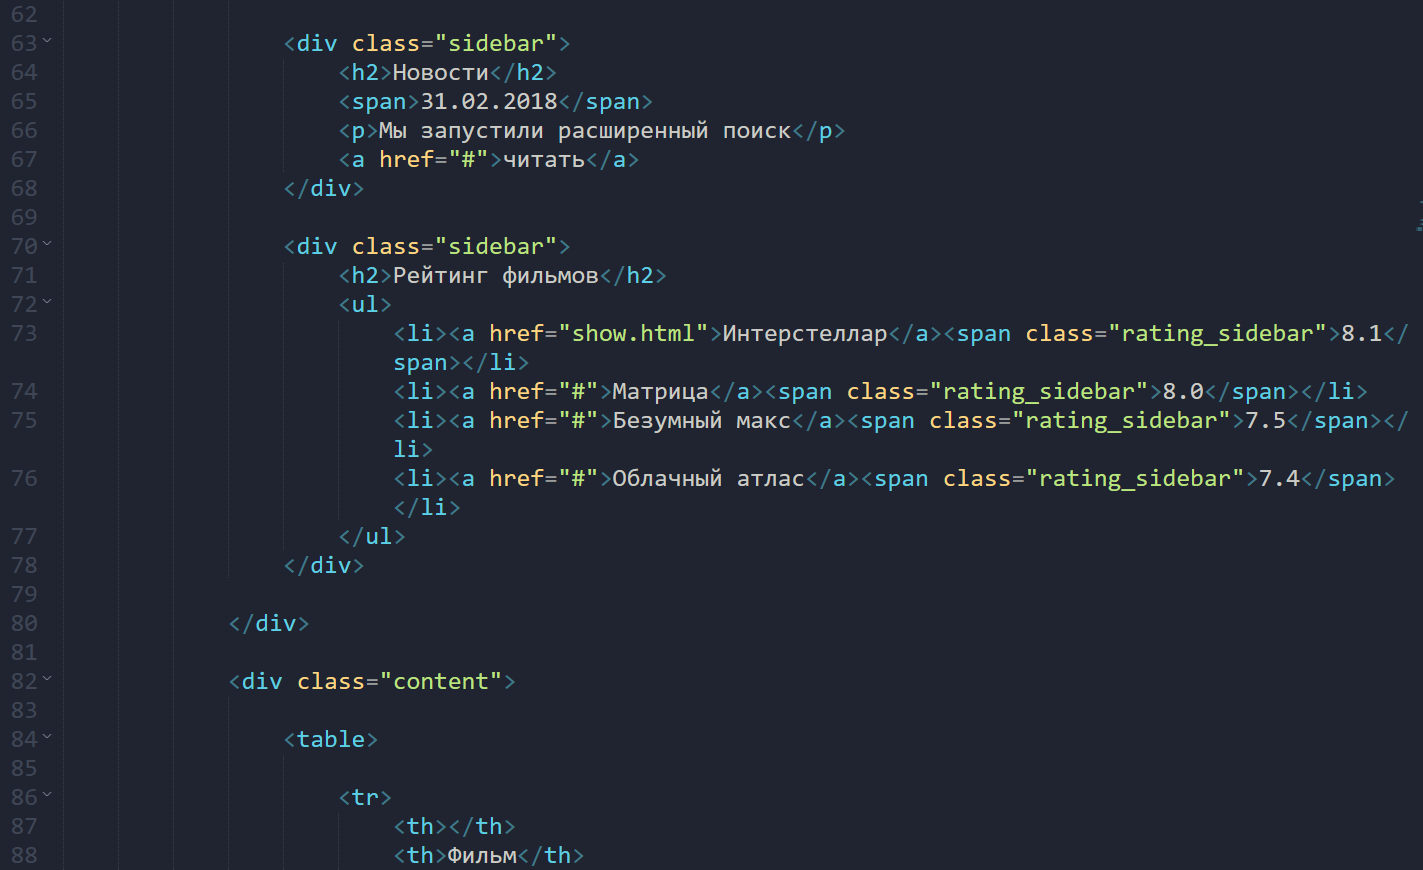 62
63 <div class="sidebar">
64 <h2>Новости</h2>
65 <span>31.02.2018</span>
66 <p>Мы запустили расширенный поиск</p>
67 <a href="#">читать</a>
68 </div>
69
70 <div class="sidebar">
71 <h2>Рейтинг фильмов</h2>
72 <ul>
73 <li><a href="show.html">Интерстеллар</a><span class="rating_sidebar">8.1</
span></li>
74 <li><a href="#">Матрица</a><span class="rating_sidebar">8.0</span></li>
75 <li><a href="#">Безумный макс</a><span class="rating_sidebar">7.5</span></
li>
76 <li><a href="#">Облачный атлас</a><span class="rating_sidebar">7.4</span>
</li>
77 </ul>
78 </div>
79
80 </div>
81
82 <div class="content">
83
84 <table>
85
86 <tr>
87 <th></th>
88 <th>Фильм</th>